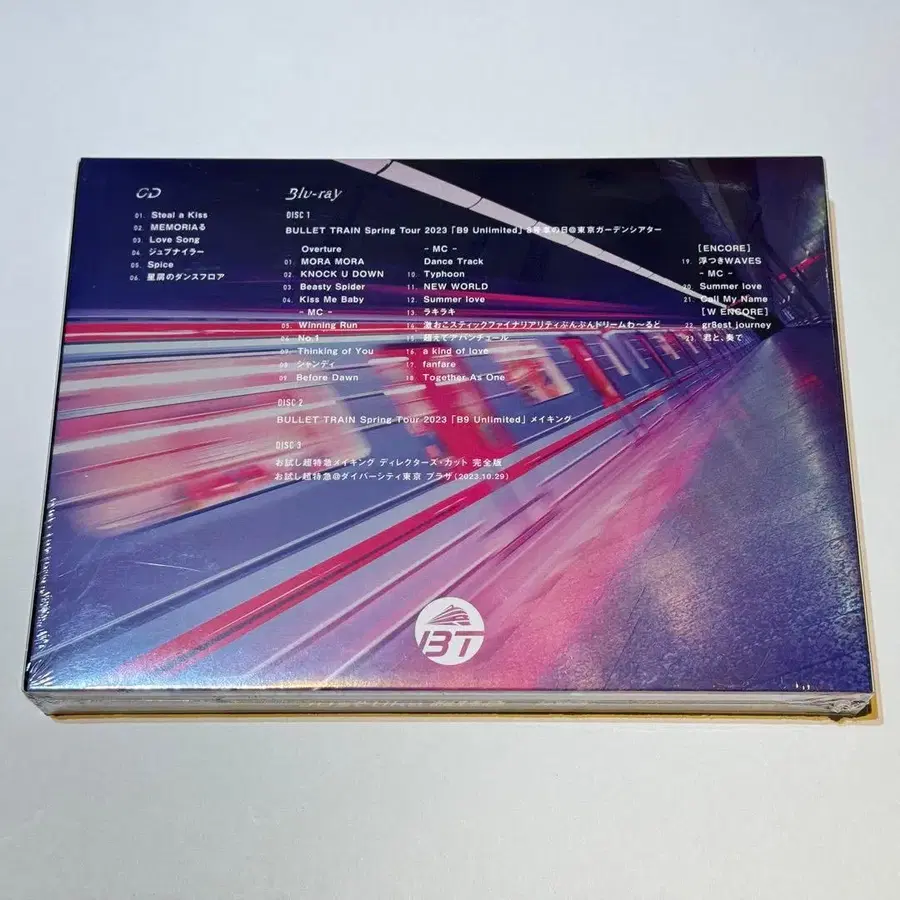 CD
01. Steal a Kiss
02. MEMORIAる
03. Love Song
04. ジュブナイラー
05. Spice
06. 星屑のダンスフロア
Blu-ray
DISC 1
BULLET TRAIN Spring Tour 2023「B9 Unlimited」8号車の日@東京ガーデンシアター
Overture
01. MORA MORA
02. KNOCK U DOWN
03. Beasty Spider
04. Kiss Me Baby
- MC -
05. Winning Run
06. No.1
07. Thinking of You
08. シャンディ
09. Before Dawn
- MC -
Dance Track
10. Typhoon
11. NEW WORLD
12. Summer love
13. ラキラキ
14. 激おこスティックファイナリアリティぷんぷんドリームわ〜るど
15. 超えてアバンチュール
16. a kind of love
17. fanfare
18. Together As One
[ENCORE]
19. 浮つきWAVES
- MC -
20. Summer love
21. Call My Name
[W ENCORE]
22. gr8est journey
23. 君と、奏で
DISC 2
BULLET TRAIN Spring Tour 2023「B9 Unlimited」メイキング
DISC 3
お試し超特急メイキング ディレクターズ・カット 完全版
お試し超特急@ダイバーシティ東京 プラザ(2023.10.29)
BT